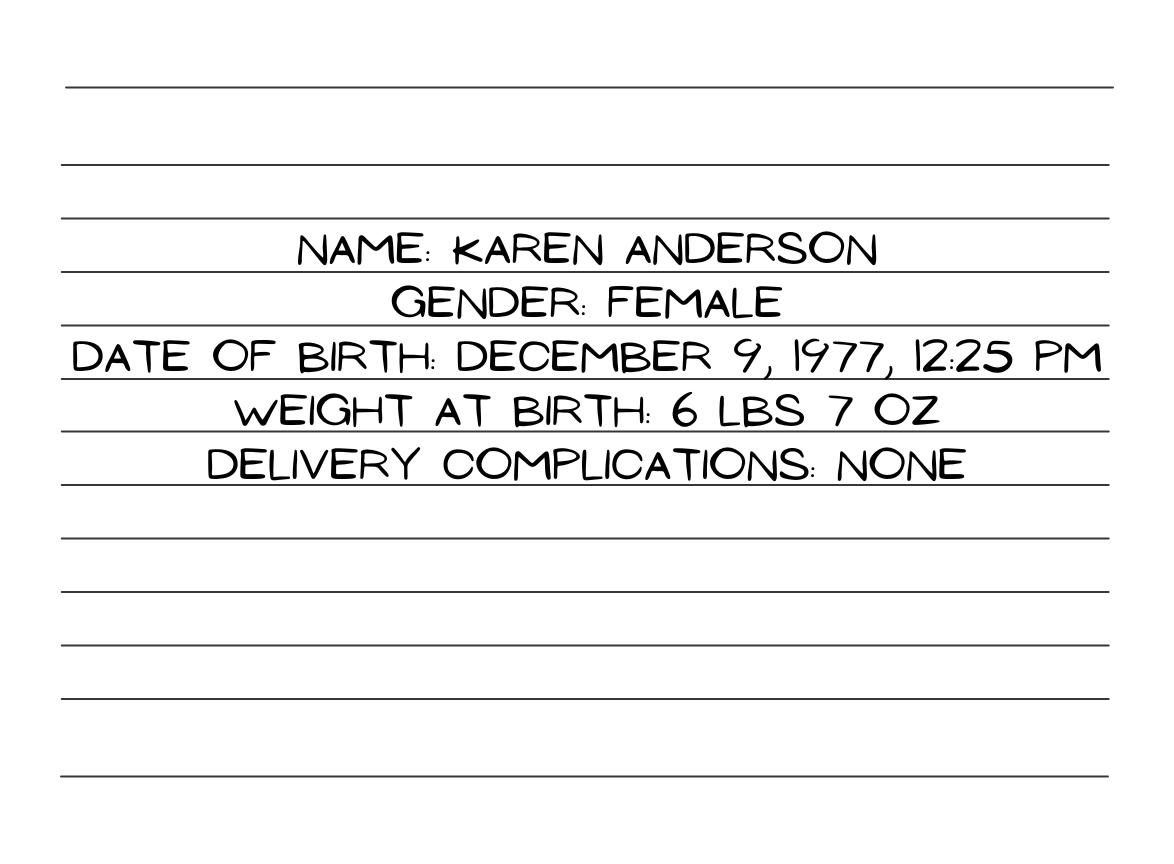 NAME: KAREN ANDERSON
GENDER: FEMALE
DATE OF BIRTH: DECEMBER 9, 1977, 12:25 PM
WEIGHT AT BIRTH: 6 LBS 7 OZ
DELIVERY COMPLICATIONS: NONE